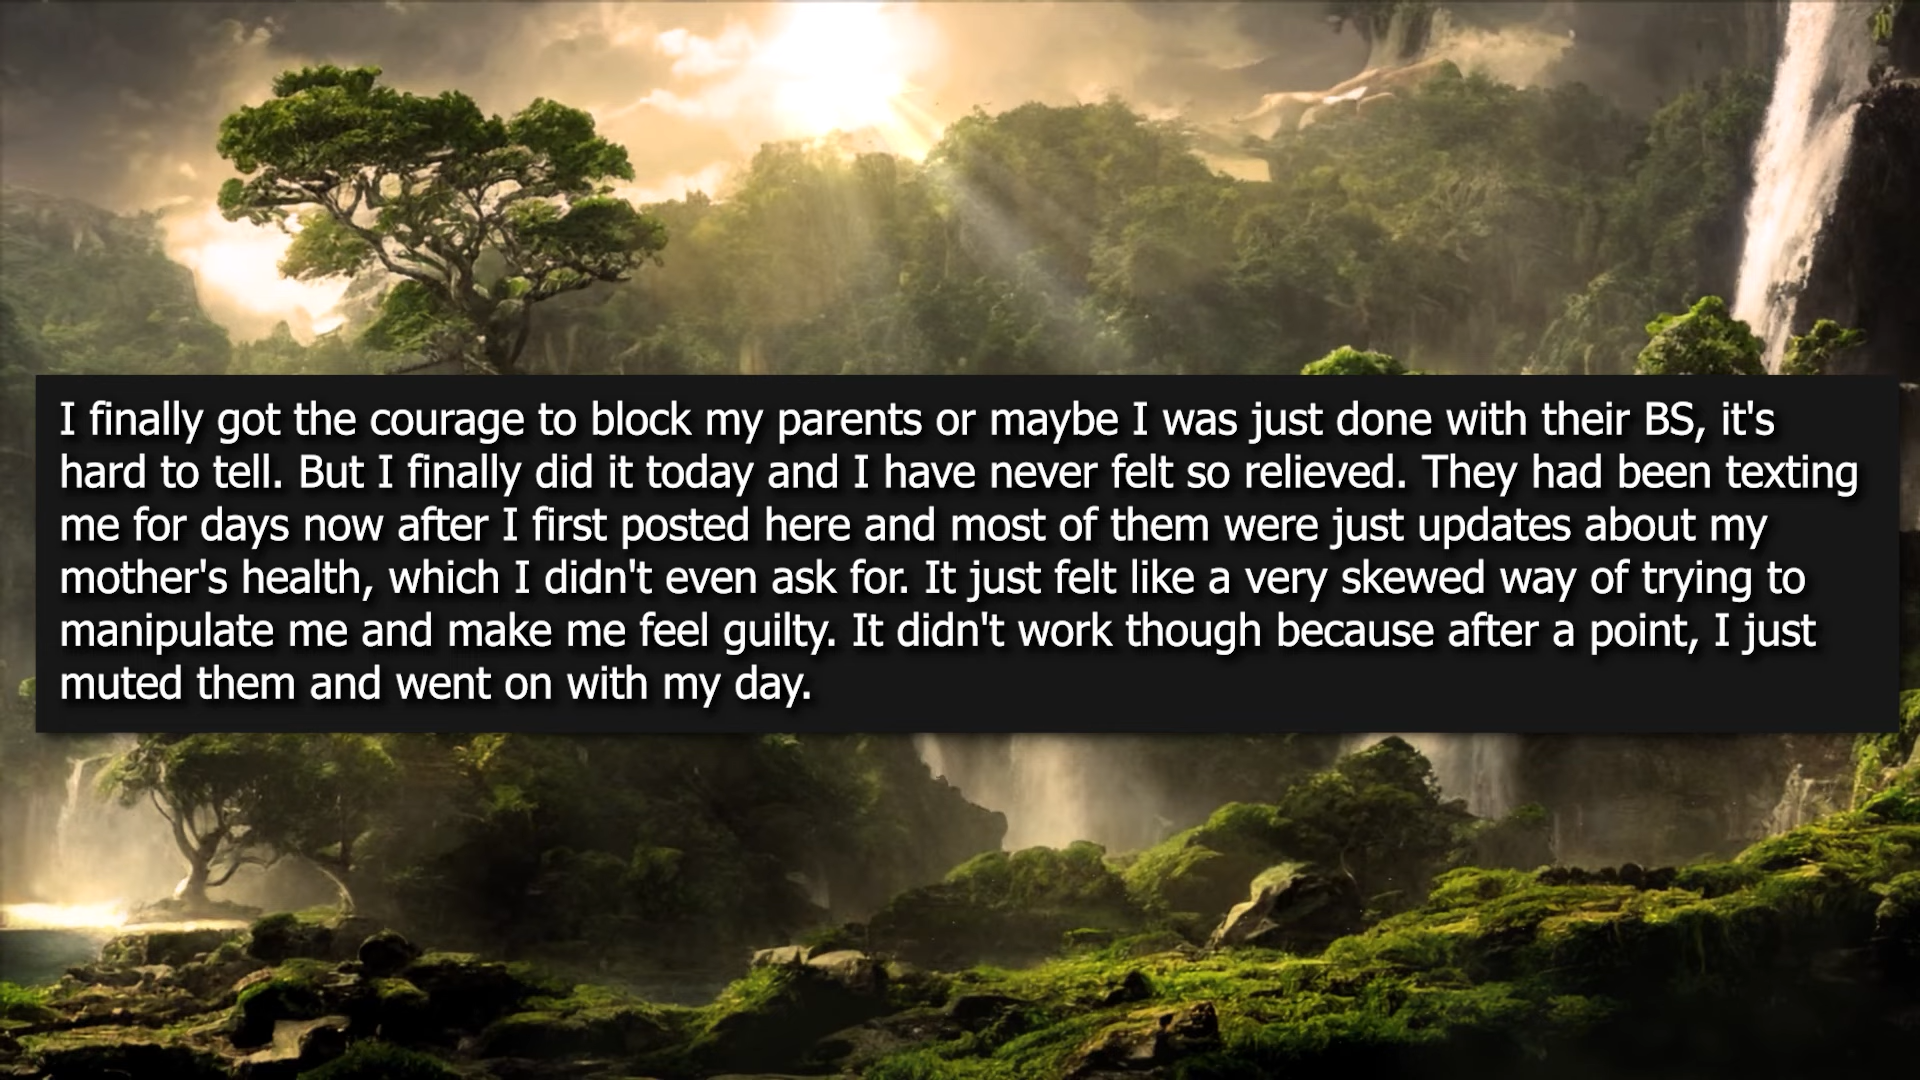 I finally got the courage to block my parents or maybe I was just done with their BS, it's
hard to tell. But I finally did it today and I have never felt so relieved. They had been texting
me for days now after I first posted here and most of them were just updates about my
mother's health, which I didn't even ask for. It just felt like a very skewed way of trying to
manipulate me and make me feel guilty. It didn't work though because after a point, I just
muted them and went on with my day.